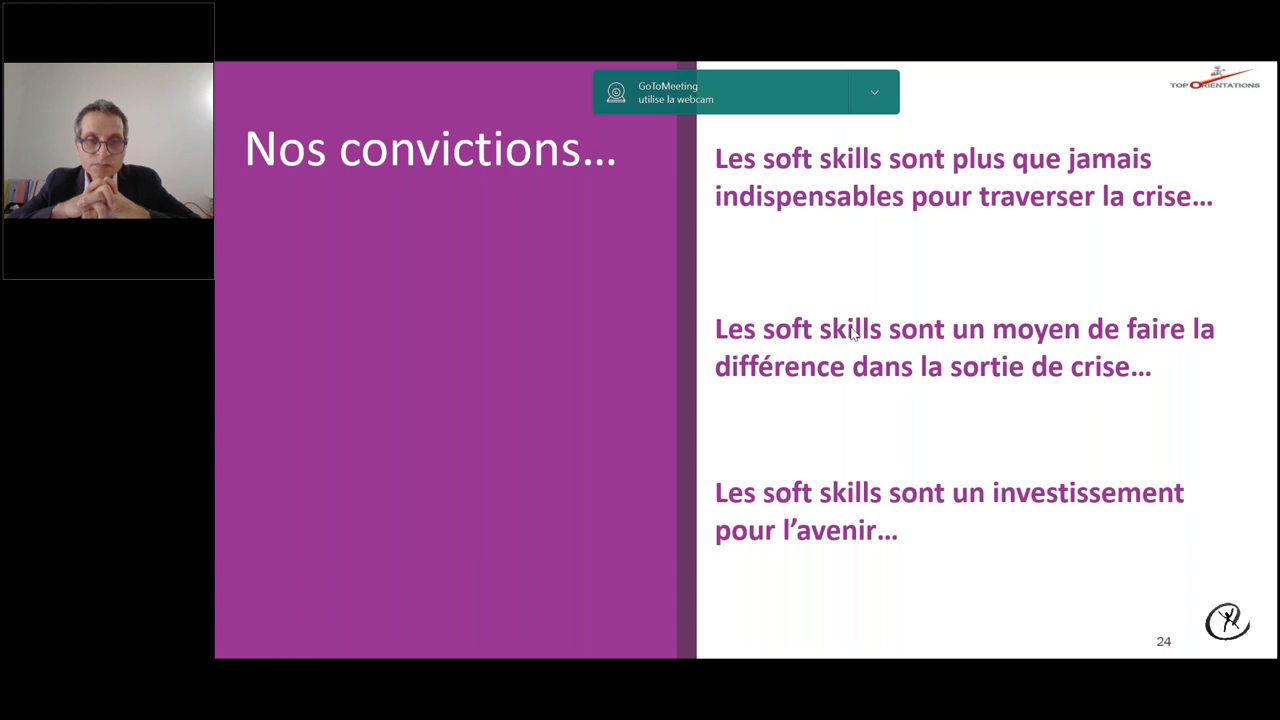 Nos convictions...
GoToMeeting
utilise la webcam
TOP ORIENTATIONS
Les soft skills sont plus que jamais
indispensables pour traverser la crise...
Les soft skills sont un moyen de faire la
différence dans la sortie de crise...
Les soft skills sont un investissement
pour l’avenir...
24